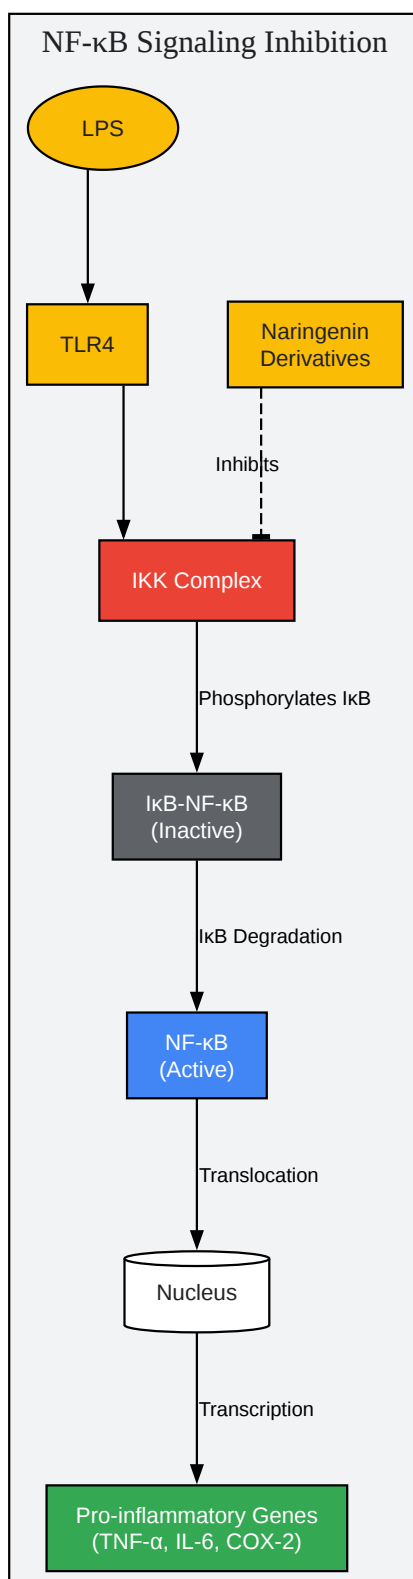 NF-κB Signaling Inhibition
LPS
TLR4
Naringenin
Derivatives
Inhibits
IKK Complex
Phosphorylates IκB
IκB-NF-κB
(Inactive)
IκB Degradation
NF-κB
(Active)
Translocation
Nucleus
Transcription
Pro-inflammatory Genes
(TNF-α, IL-6, COX-2)